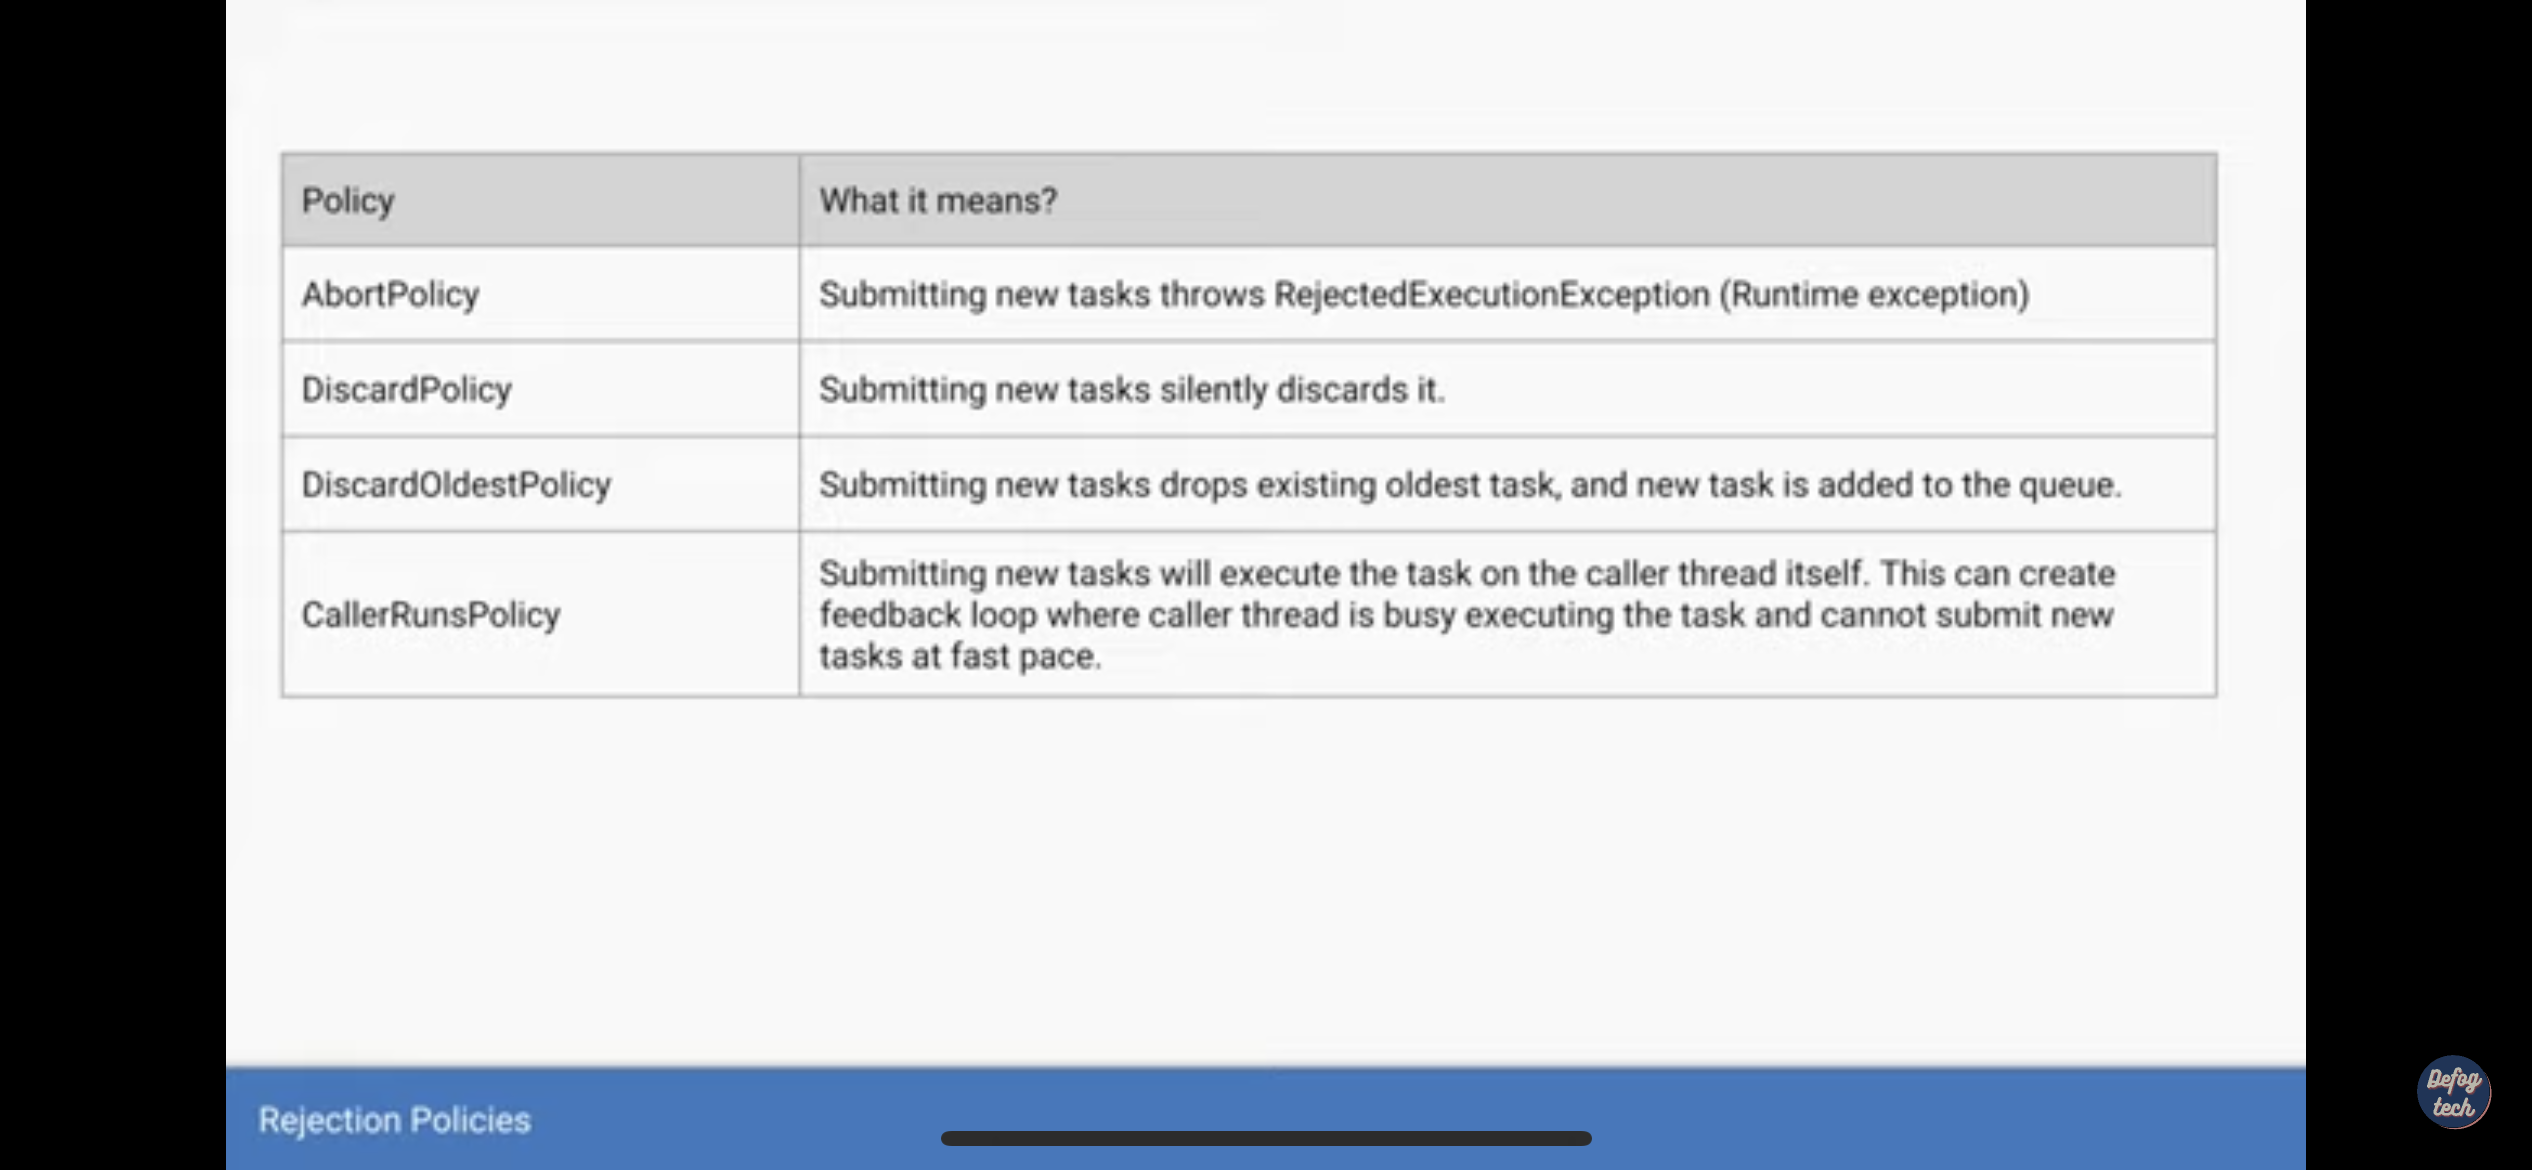 Policy
What it means?
AbortPolicy
Submitting new tasks throws RejectedExecutionException (Runtime exception)
DiscardPolicy
Submitting new tasks silently discards it.
DiscardOldestPolicy
Submitting new tasks drops existing oldest task, and new task is added to the queue.
CallerRunsPolicy
Submitting new tasks will execute the task on the caller thread itself. This can create
feedback loop where caller thread is busy executing the task and cannot submit new
tasks at fast pace.
Rejection Policies
Defog
tech